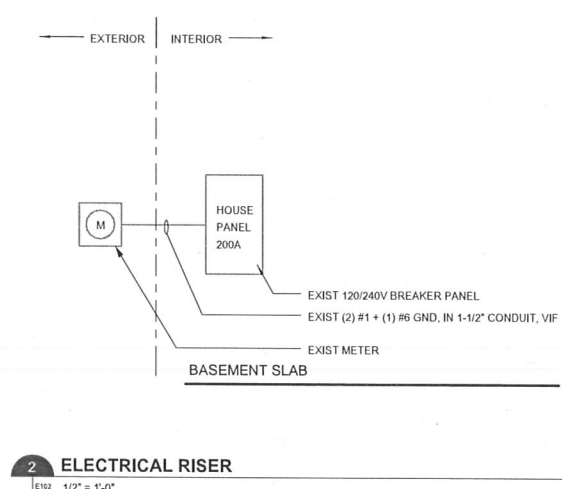 EXTERIOR
INTERIOR
M
HOUSE
PANEL
200A
EXIST 120/240V BREAKER PANEL
EXIST (2) #1 + (1) #6 GND, IN 1-1/2" CONDUIT, VIF
EXIST METER
BASEMENT SLAB
2 ELECTRICAL RISER
E102 1/2" = 1'-0"